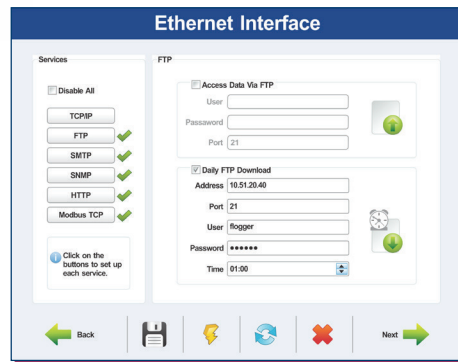 Ethernet Interface
Services
Disable All
TCP/IP
FTP
SMTP
SNMP
HTTP
Modbus TCP
Click on the
buttons to set up
each service.
FTP
Access Data Via FTP
User
Passaword
Port 21
Daily FTP Download
Address 10.51.20.40
Port 21
User flogger
Password ●●●●●●
Time 01:00
Back
Next